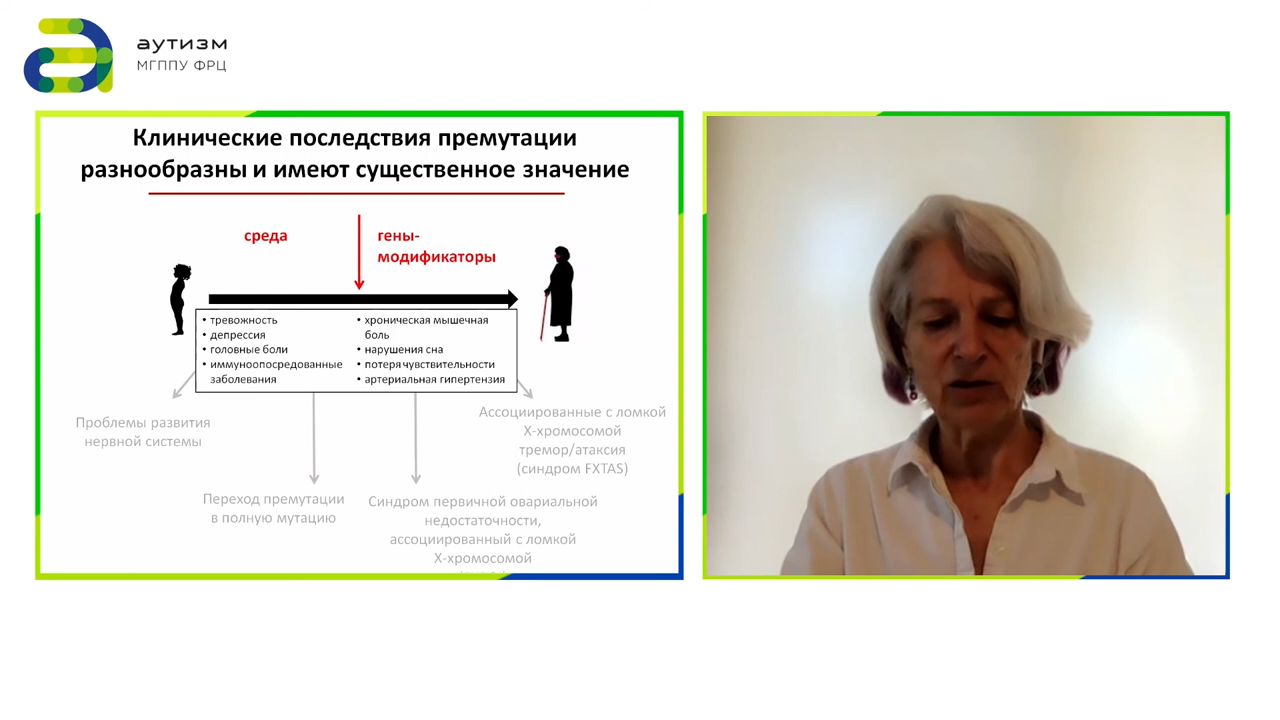 аутизм
МГППУ ФРЦ
Клинические последствия премутации
разнообразны и имеют существенное значение
среда
гены-
модификаторы
• тревожность
• депрессия
• головные боли
• иммуноопосредованные
заболевания
• хроническая мышечная
боль
• нарушения сна
• потеря чувствительности
• артериальная гипертензия
Проблемы развития
нервной системы
Ассоциированные с ломкой
Х-хромосомой
тремор/атаксия
(синдром FXTAS)
Переход премутации
в полную мутацию
Синдром первичной овариальной
недостаточности,
ассоциированный с ломкой
Х-хромосомой